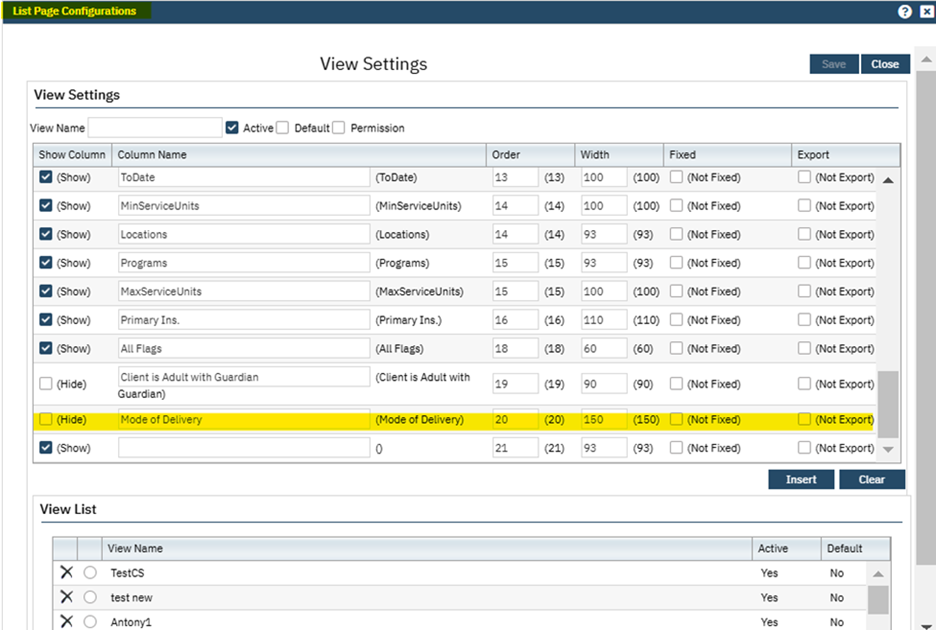 List Page Configurations
View Settings
Save Close
View Settings
View Name Active Default Permission
Show Column Column Name Order Width Fixed Export
(Show) ToDate (ToDate) 13 (13) 100 (100) (Not Fixed) (Not Export)
(Show) MinServiceUnits (MinServiceUnits) 14 (14) 100 (100) (Not Fixed) (Not Export)
(Show) Locations (Locations) 14 (14) 93 (93) (Not Fixed) (Not Export)
(Show) Programs (Programs) 15 (15) 93 (93) (Not Fixed) (Not Export)
(Show) MaxServiceUnits (MaxServiceUnits) 15 (15) 100 (100) (Not Fixed) (Not Export)
(Show) Primary Ins. (Primary Ins.) 16 (16) 110 (110) (Not Fixed) (Not Export)
(Show) All Flags (All Flags) 18 (18) 60 (60) (Not Fixed) (Not Export)
(Hide) Client is Adult with Guardian (Client is Adult with 19 (19) 90 (90) (Not Fixed) (Not Export)
Guardian)
(Hide) Mode of Delivery (Mode of Delivery) 20 (20) 150 (150) (Not Fixed) (Not Export)
(Show) () 21 (21) 93 (93) (Not Fixed) (Not Export)
Insert Clear
View List
View Name Active Default
TestCS Yes No
test new Yes No
Antony1 Yes No